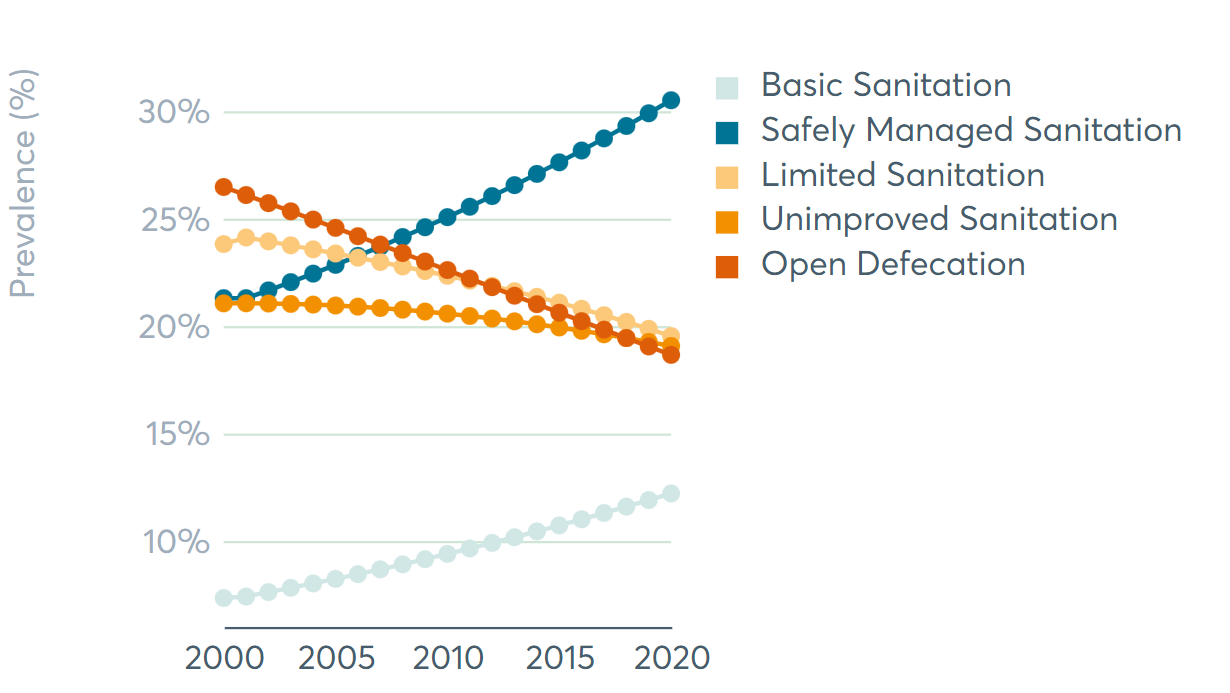 Prevalence (%)
30%
25%
20%
15%
10%
2000 2005 2010 2015 2020
Basic Sanitation
Safely Managed Sanitation
Limited Sanitation
Unimproved Sanitation
Open Defecation